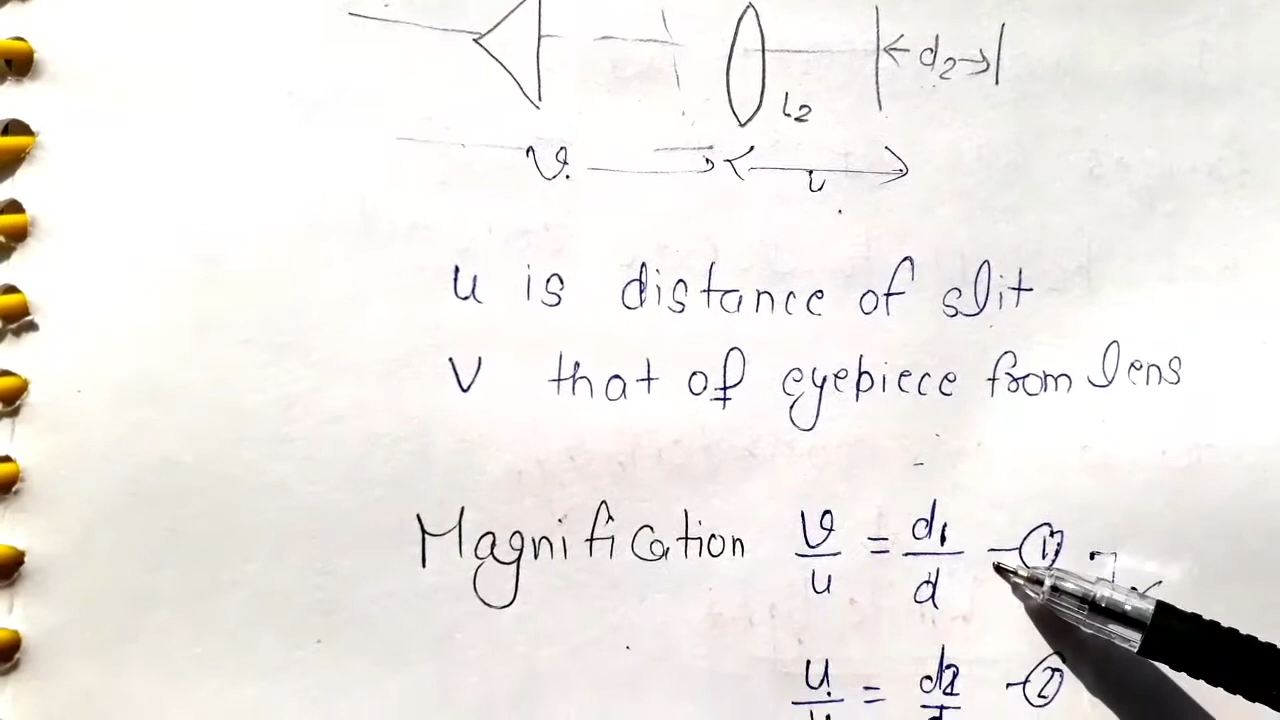 ← d2 →
L2
v
u
u is distance of slit
v that of eyepiece from lens
Magnification v/u = d1/d - ①
u/v = d2/d - ②